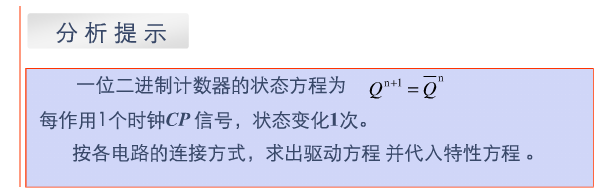 分析提示
一位二进制计数器的状态方程为 Qⁿ⁺¹ = Q̅ⁿ
每作用1个时钟CP 信号，状态变化1次。
按各电路的连接方式，求出驱动方程 并代入特性方程 。